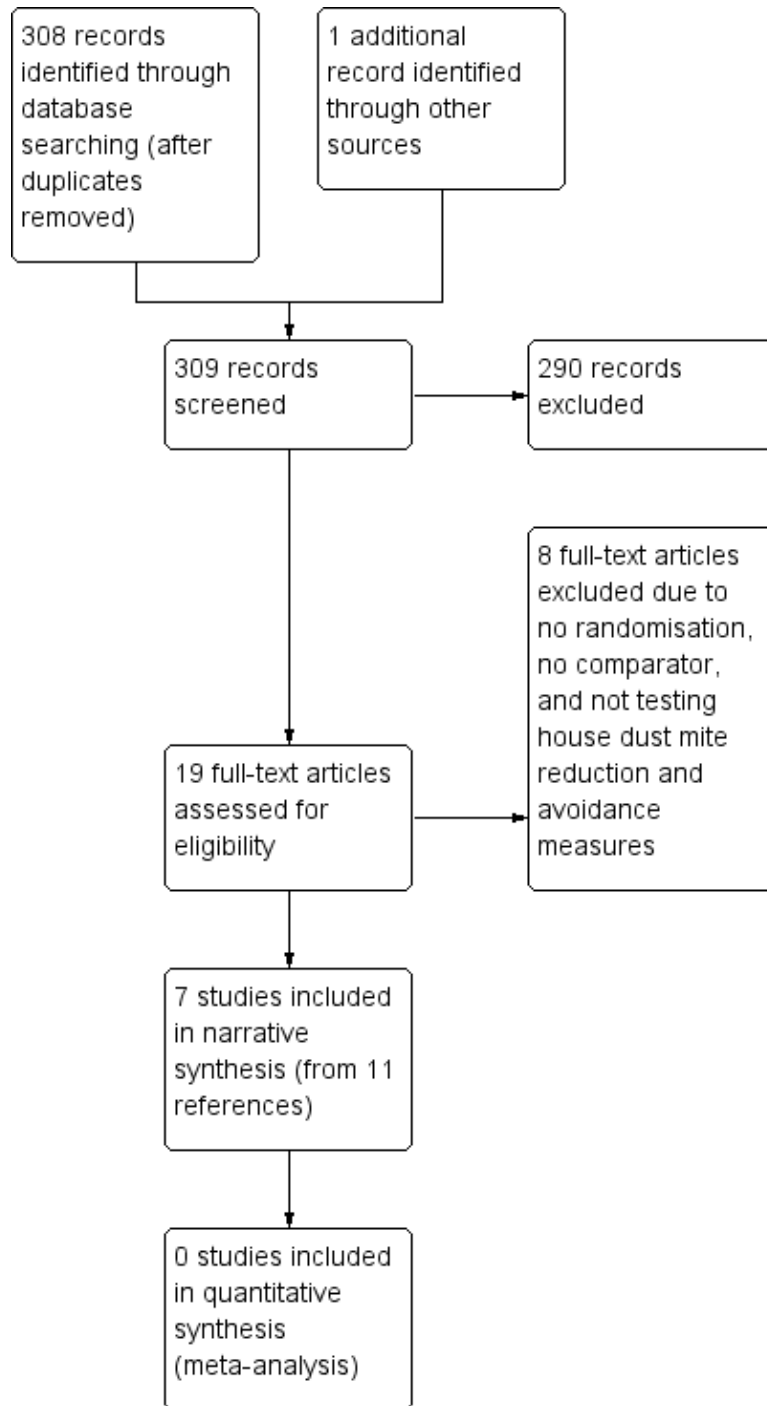 308 records
identified through
database
searching (after
duplicates
removed)
1 additional
record identified
through other
sources
309 records
screened
290 records
excluded
8 full-text articles
excluded due to
no randomisation,
no comparator,
and not testing
house dust mite
reduction and
avoidance
measures
19 full-text articles
assessed for
eligibility
7 studies included
in narrative
synthesis (from 11
references)
0 studies included
in quantitative
synthesis
(meta-analysis)